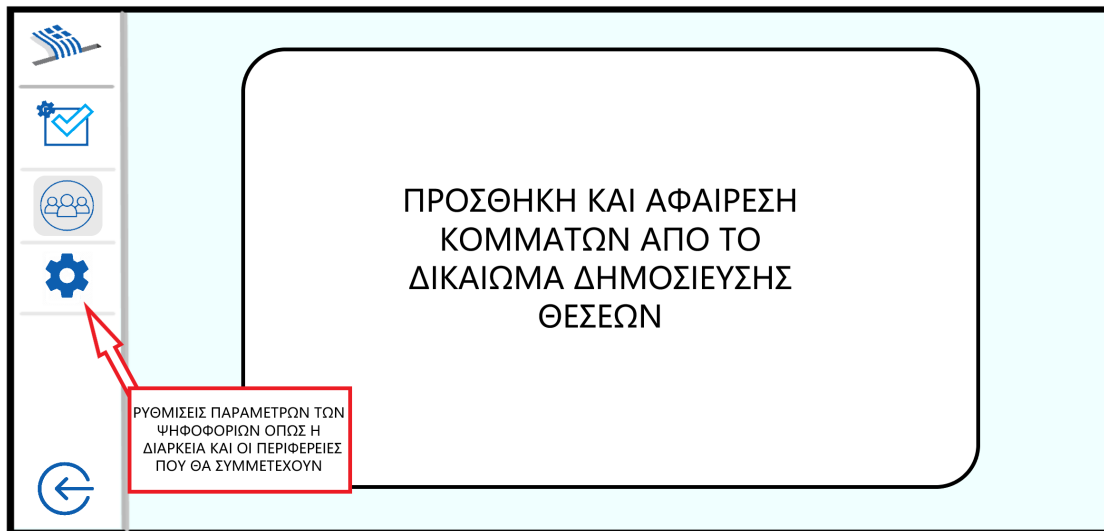 ΠΡΟΣΘΗΚΗ ΚΑΙ ΑΦΑΙΡΕΣΗ
ΚΟΜΜΑΤΩΝ ΑΠΟ ΤΟ
ΔΙΚΑΙΩΜΑ ΔΗΜΟΣΙΕΥΣΗΣ
ΘΕΣΕΩΝ
ΡΥΘΜΙΣΕΙΣ ΠΑΡΑΜΕΤΡΩΝ ΤΩΝ
ΨΗΦΟΦΟΡΙΩΝ ΟΠΩΣ Η
ΔΙΑΡΚΕΙΑ ΚΑΙ ΟΙ ΠΕΡΙΦΕΡΕΙΕΣ
ΠΟΥ ΘΑ ΣΥΜΜΕΤΕΧΟΥΝ